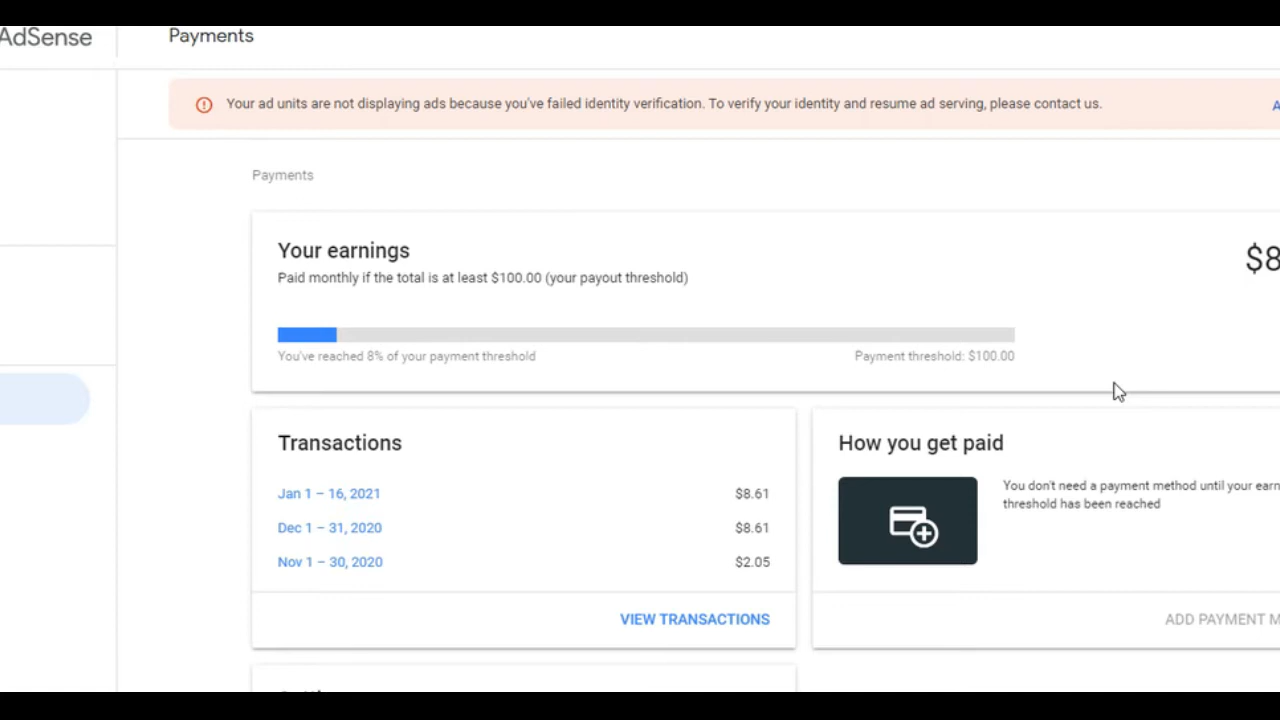 AdSense
Payments
Your ad units are not displaying ads because you've failed identity verification. To verify your identity and resume ad serving, please contact us.
Payments
Your earnings
$8
Paid monthly if the total is at least $100.00 (your payout threshold)
You've reached 8% of your payment threshold
Payment threshold: $100.00
Transactions
Jan 1 – 16, 2021
$8.61
Dec 1 – 31, 2020
$8.61
Nov 1 – 30, 2020
$2.05
VIEW TRANSACTIONS
How you get paid
You don't need a payment method until your earn
threshold has been reached
ADD PAYMENT M